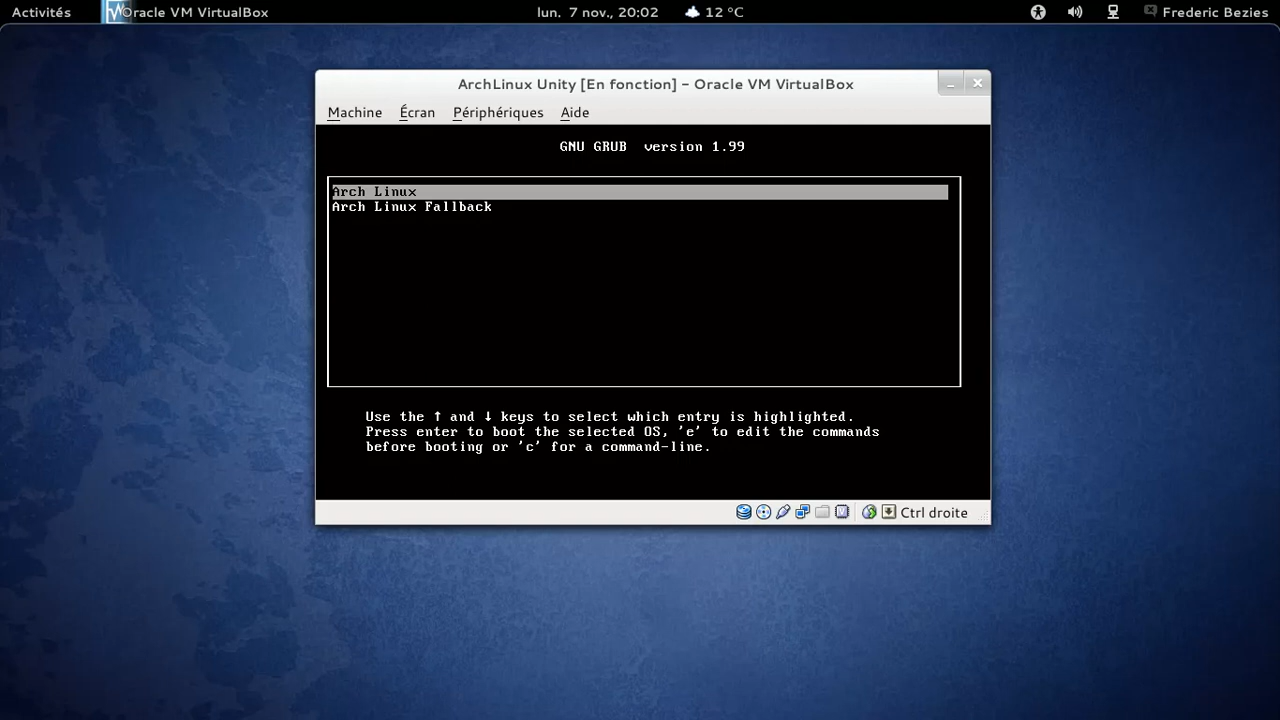 Activités Oracle VM VirtualBox lun. 7 nov., 20:02 12 °C Frederic Bezies
ArchLinux Unity [En fonction] - Oracle VM VirtualBox
Machine Écran Périphériques Aide
GNU GRUB version 1.99
Arch Linux
Arch Linux Fallback
Use the ↑ and ↓ keys to select which entry is highlighted.
Press enter to boot the selected OS, 'e' to edit the commands
before booting or 'c' for a command-line.
Ctrl droite